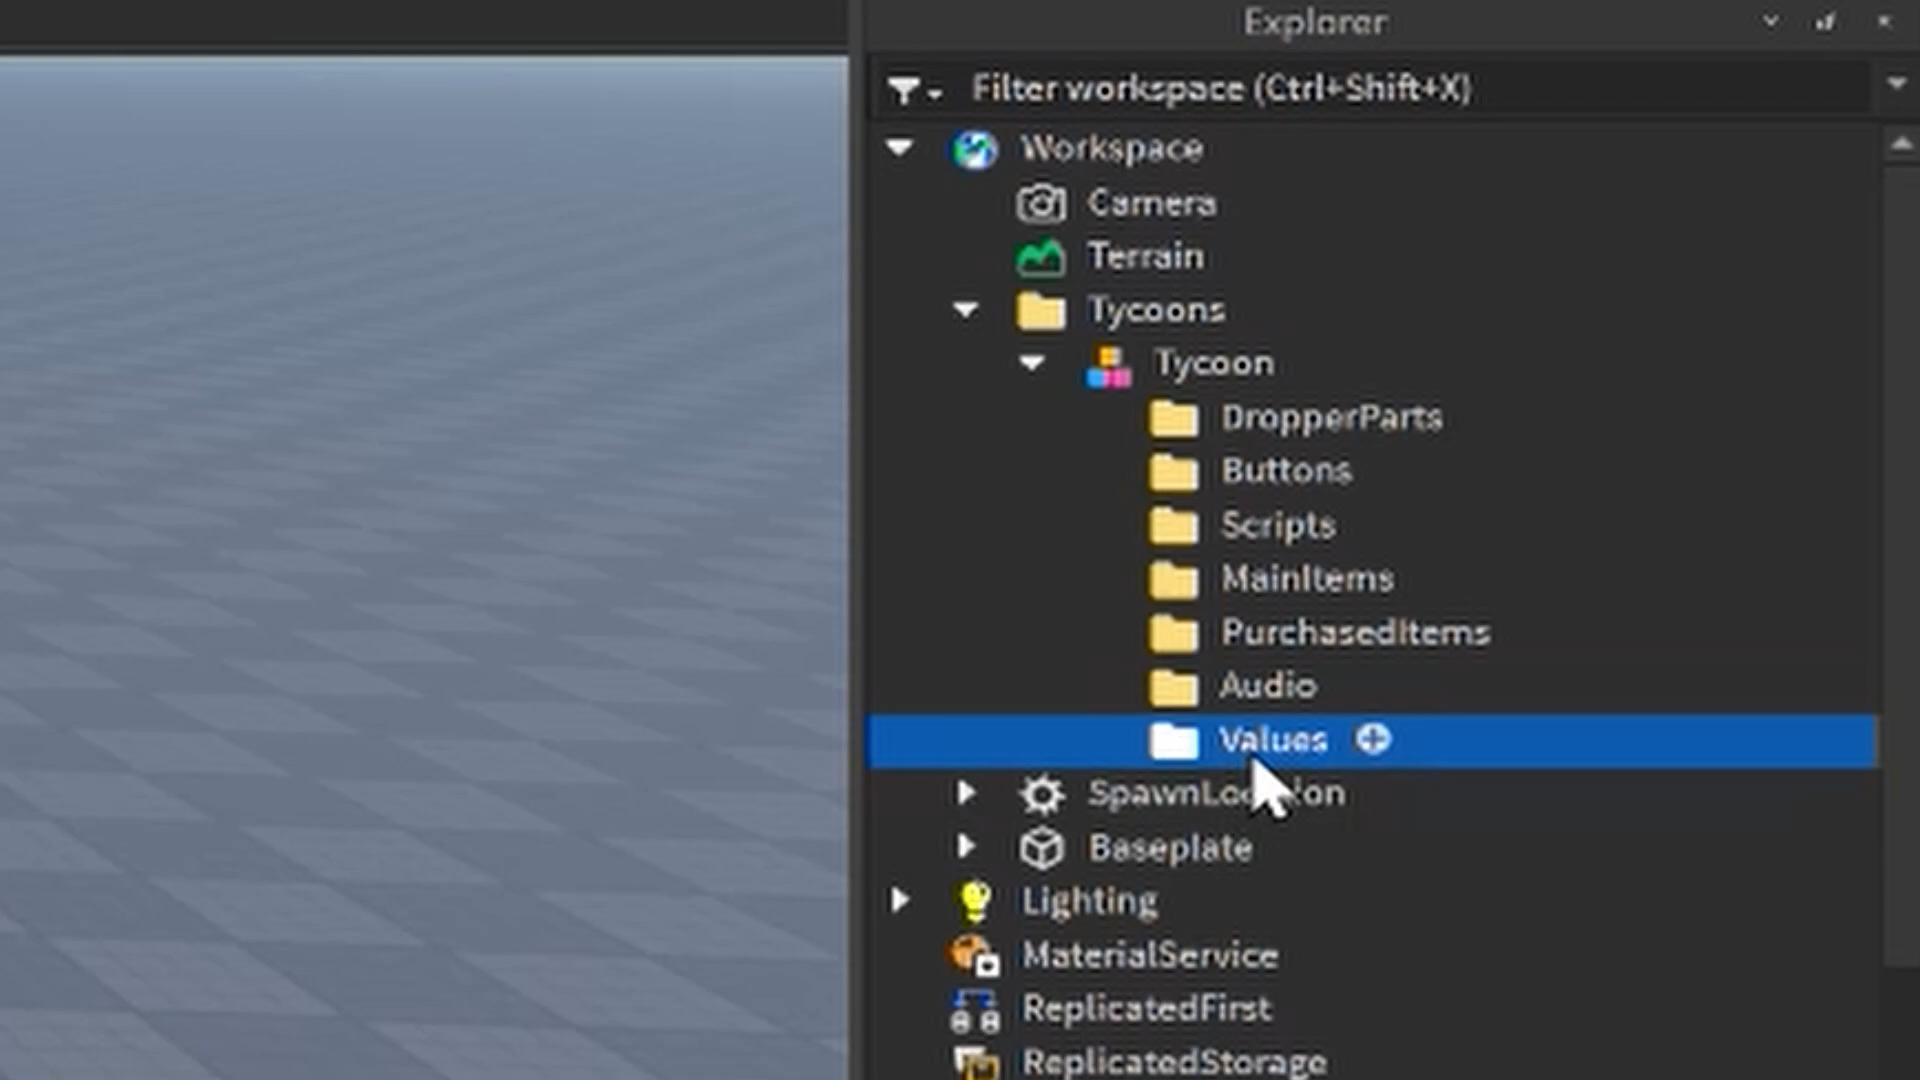 Explorer
Filter workspace (Ctrl+Shift+X)
Workspace
Camera
Terrain
Tycoons
Tycoon
DropperParts
Buttons
Scripts
MainItems
PurchasedItems
Audio
Values
SpawnLocation
Baseplate
Lighting
MaterialService
ReplicatedFirst
ReplicatedStorage